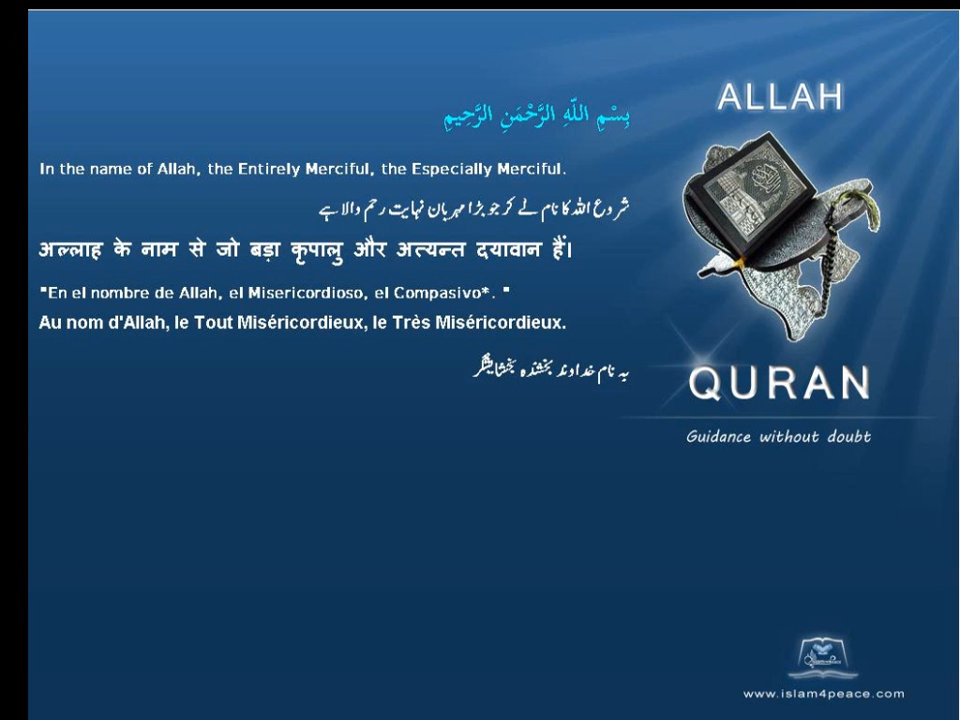 بِسْمِ اللَّهِ الرَّحْمَنِ الرَّحِيمِ
In the name of Allah, the Entirely Merciful, the Especially Merciful.
شروع الله کا نام لے کر جو بڑا مہربان نہایت رحم والا ہے
अल्लाह के नाम से जो बड़ा कृपालु और अत्यन्त दयावान हैं।
"En el nombre de Allah, el Misericordioso, el Compasivo*. "
Au nom d'Allah, le Tout Miséricordieux, le Très Miséricordieux.
به نام خداوند بخشنده بخشایشگر
ALLAH
QURAN
Guidance without doubt
www.islam4peace.com